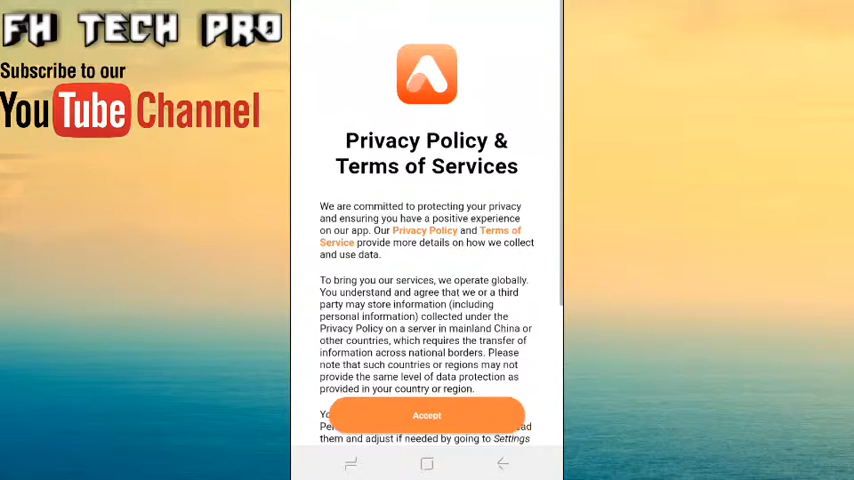 FH TECH PRO
Subscribe to our
YouTube Channel
Privacy Policy &
Terms of Services
We are committed to protecting your privacy
and ensuring you have a positive experience
on our app. Our Privacy Policy and Terms of
Service provide more details on how we collect
and use data.
To bring you our services, we operate globally.
You understand and agree that we or a third
party may store information (including
personal information) collected under the
Privacy Policy on a server in mainland China or
other countries, which requires the transfer of
information across national borders. Please
note that such countries or regions may not
provide the same level of data protection as
provided in your country or region.
Accept
them and adjust if needed by going to Settings